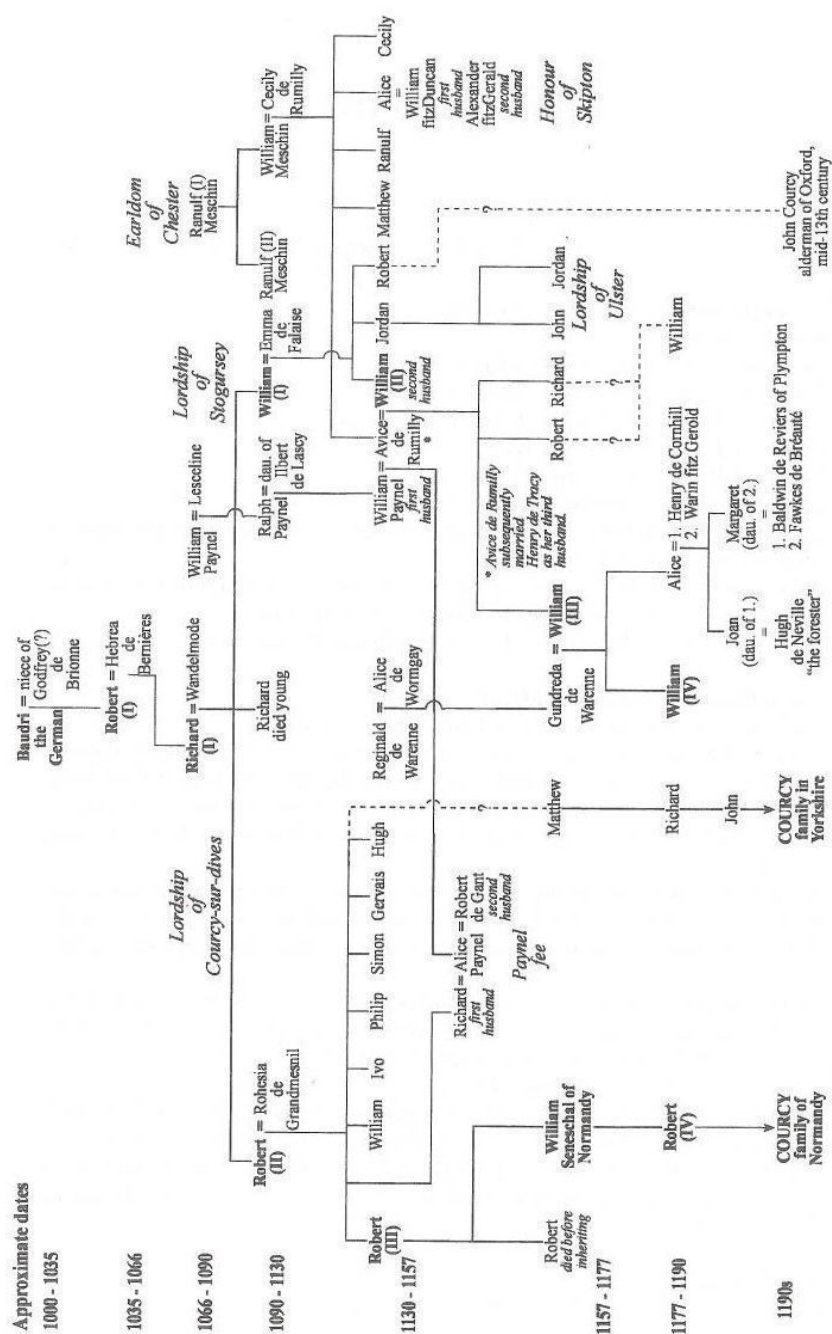 Approximate dates
1000 - 1035
1035 - 1066
1066 - 1090
1090 - 1130
1130 - 1157
1157 - 1177
1177 - 1190
1190s
Baudri = niece of
the Godfrey(?)
German de
Brionne
Robert = Hebrea
(I) de
Bernières
Richard = Wandelmode
(I)
William = Lesceline
Paynel
Earldom
of
Chester
Ranulf (I)
Meschin
Lordship
of
Courcy-sur-dives
Lordship
of
Stogursey
Robert = Rohesia
(II) de
Grandmesnil
Richard
died young
Ralph = dau. of
Paynel Ilbert
de Lascy
William = Emma
(I) de
Falaise
Ranulf (II)
Meschin
William = Cecily
Meschin de
Rumilly
Robert
(III)
William
Ivo
Philip
Simon
Gervais
Hugh
Reginald = Alice
de de
Warenne Wormgay
William = Avice = William
Paynel de (II)
first Rumilly second
husband * husband
Jordan
Robert
Matthew
Ranulf
Alice
=
William
fitzDuncan
first
husband
Alexander
fitzGerald
second
husband
Cecily
Honour
of
Skipton
Richard = Alice = Robert
first Paynel de Gant
husband second
husband
Paynel
fee
* Avice de Rumilly
subsequently
married
Henry de Tracy
as her third
husband.
Robert
died before
inheriting
William
Seneschal of
Normandy
Matthew
?
Gundreda = William
de (III)
Warenne
Robert
Richard
John
Jordan
Lordship
of
Ulster
?
?
?
Robert
(IV)
Richard
William
(IV)
Alice = 1. Henry de Cornhill
2. Warin fitz Gerold
William
John
Joan
(dau. of 1.)
=
Hugh
de Neville
"the forester"
Margaret
(dau. of 2.)
=
1. Baldwin de Reviers of Plympton
2. Fawkes de Bréauté
COURCY
family of
Normandy
COURCY
family in
Yorkshire
John Courcy
alderman of Oxford,
mid-13th century